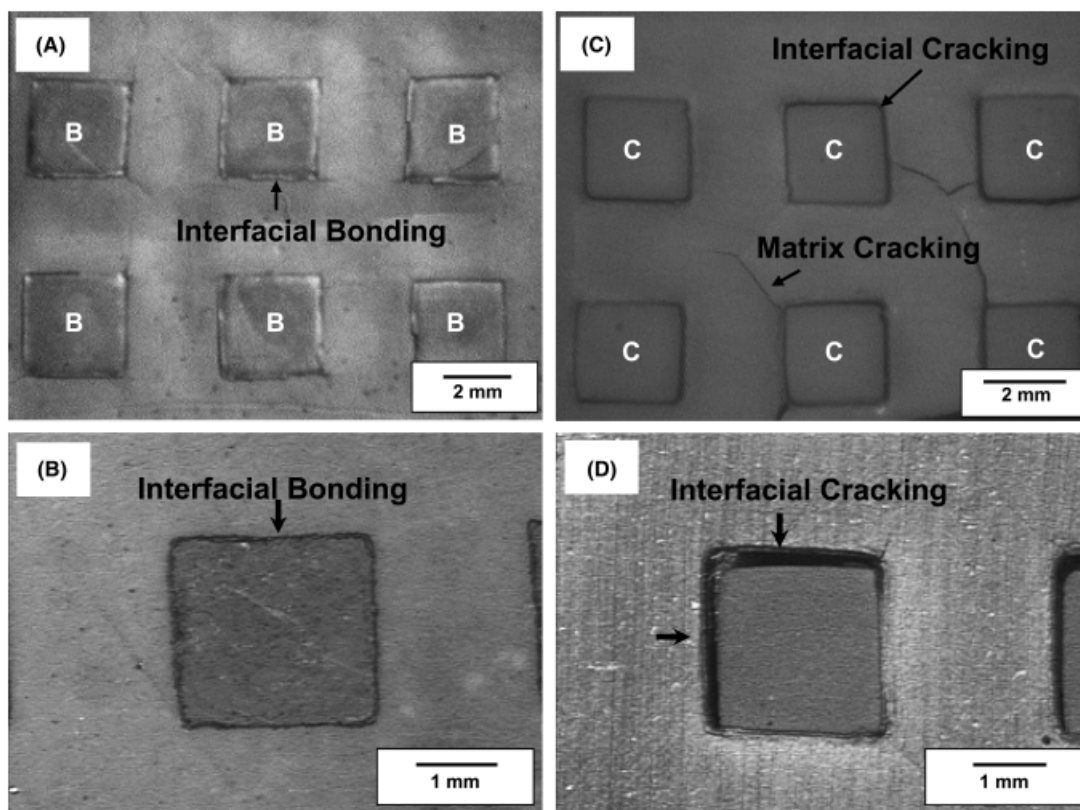 (A)
B B B
Interfacial Bonding
B B B
2 mm
(C)
Interfacial Cracking
C C C
Matrix Cracking
C C C
2 mm
(B)
Interfacial Bonding
1 mm
(D)
Interfacial Cracking
1 mm